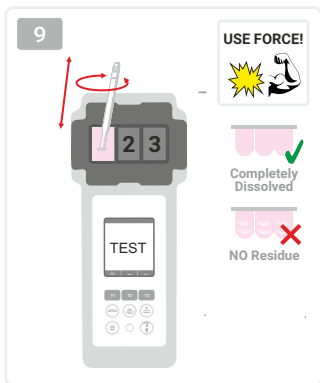 9
USE FORCE!
2 3
Completely
Dissolved
TEST
NO Residue